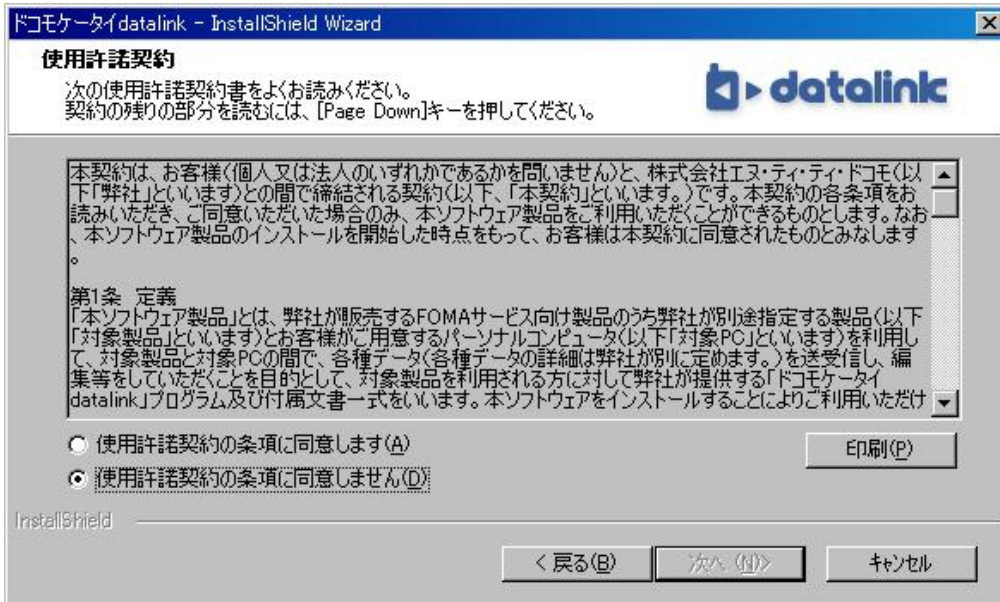 ドコモケータイdatalink - InstallShield Wizard
使用許諾契約
次の使用許諾契約書をよくお読みください。
契約の残りの部分を読むには、[Page Down]キーを押してください。
datalink
本契約は、お客様(個人又は法人のいずれかであるかを問いません)と、株式会社エヌ・ティ・ティ・ドコモ(以
下「弊社」といいます)との間で締結される契約(以下、「本契約」といいます。)です。本契約の各条項をお
読みいただき、ご同意いただいた場合のみ、本ソフトウェア製品をご利用いただくことができるものとします。なお
、本ソフトウェア製品のインストールを開始した時点をもって、お客様は本契約に同意されたものとみなします
。
第1条 定義
「本ソフトウェア製品」とは、弊社が販売するFOMAサービス向け製品のうち弊社が別途指定する製品(以下
「対象製品」といいます)とお客様がご用意するパーソナルコンピュータ(以下「対象PC」といいます)を利用し
て、対象製品と対象PCの間で、各種データ(各種データの詳細は弊社が別に定めます。)を送受信し、編
集等をしていただくことを目的として、対象製品を利用される方に対して弊社が提供する「ドコモケータイ
datalink」プログラム及び付属文書一式をいいます。本ソフトウェアをインストールすることによりご利用いただけ
使用許諾契約の条項に同意します(A)
印刷(P)
使用許諾契約の条項に同意しません(D)
InstallShield
< 戻る(B)
次へ (N)>
キャンセル